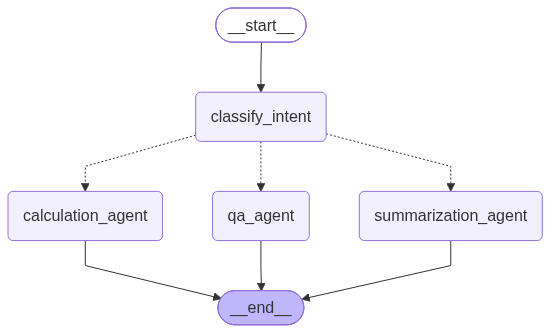 __start__
classify_intent
calculation_agent
qa_agent
summarization_agent
__end__